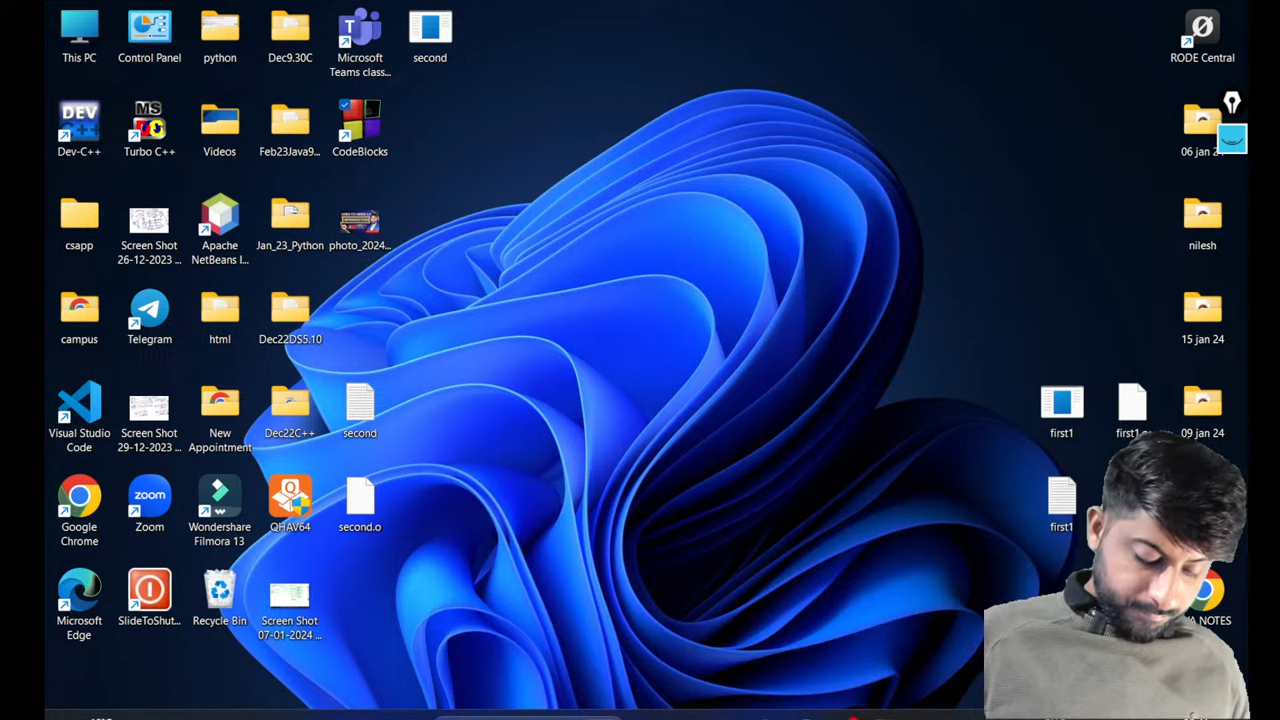 This PC
Control Panel
python
Dec9.30C
Microsoft
Teams class...
second
RODE Central
DEV
C++
MS
Dev-C++
Turbo C++
Videos
Feb23Java9...
CodeBlocks
06 jan 24
csapp
Screen Shot
26-12-2023 ...
Apache
NetBeans I...
Jan_23_Python
photo_2024...
nilesh
campus
Telegram
html
Dec22DS5.10
15 jan 24
Visual Studio
Code
Screen Shot
29-12-2023 ...
New
Appointment
Dec22C++
second
first1
first1.o
09 jan 24
zoom
Google
Chrome
Zoom
Wondershare
Filmora 13
QHAV64
second.o
first1
Microsoft
Edge
SlideToShut...
Recycle Bin
Screen Shot
07-01-2024 ...
NOTES